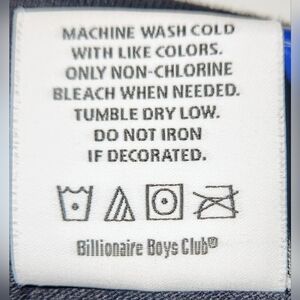 MACHINE WASH COLD
WITH LIKE COLORS.
ONLY NON-CHLORINE
BLEACH WHEN NEEDED.
TUMBLE DRY LOW.
DO NOT IRON
IF DECORATED.
Billionaire Boys Club®